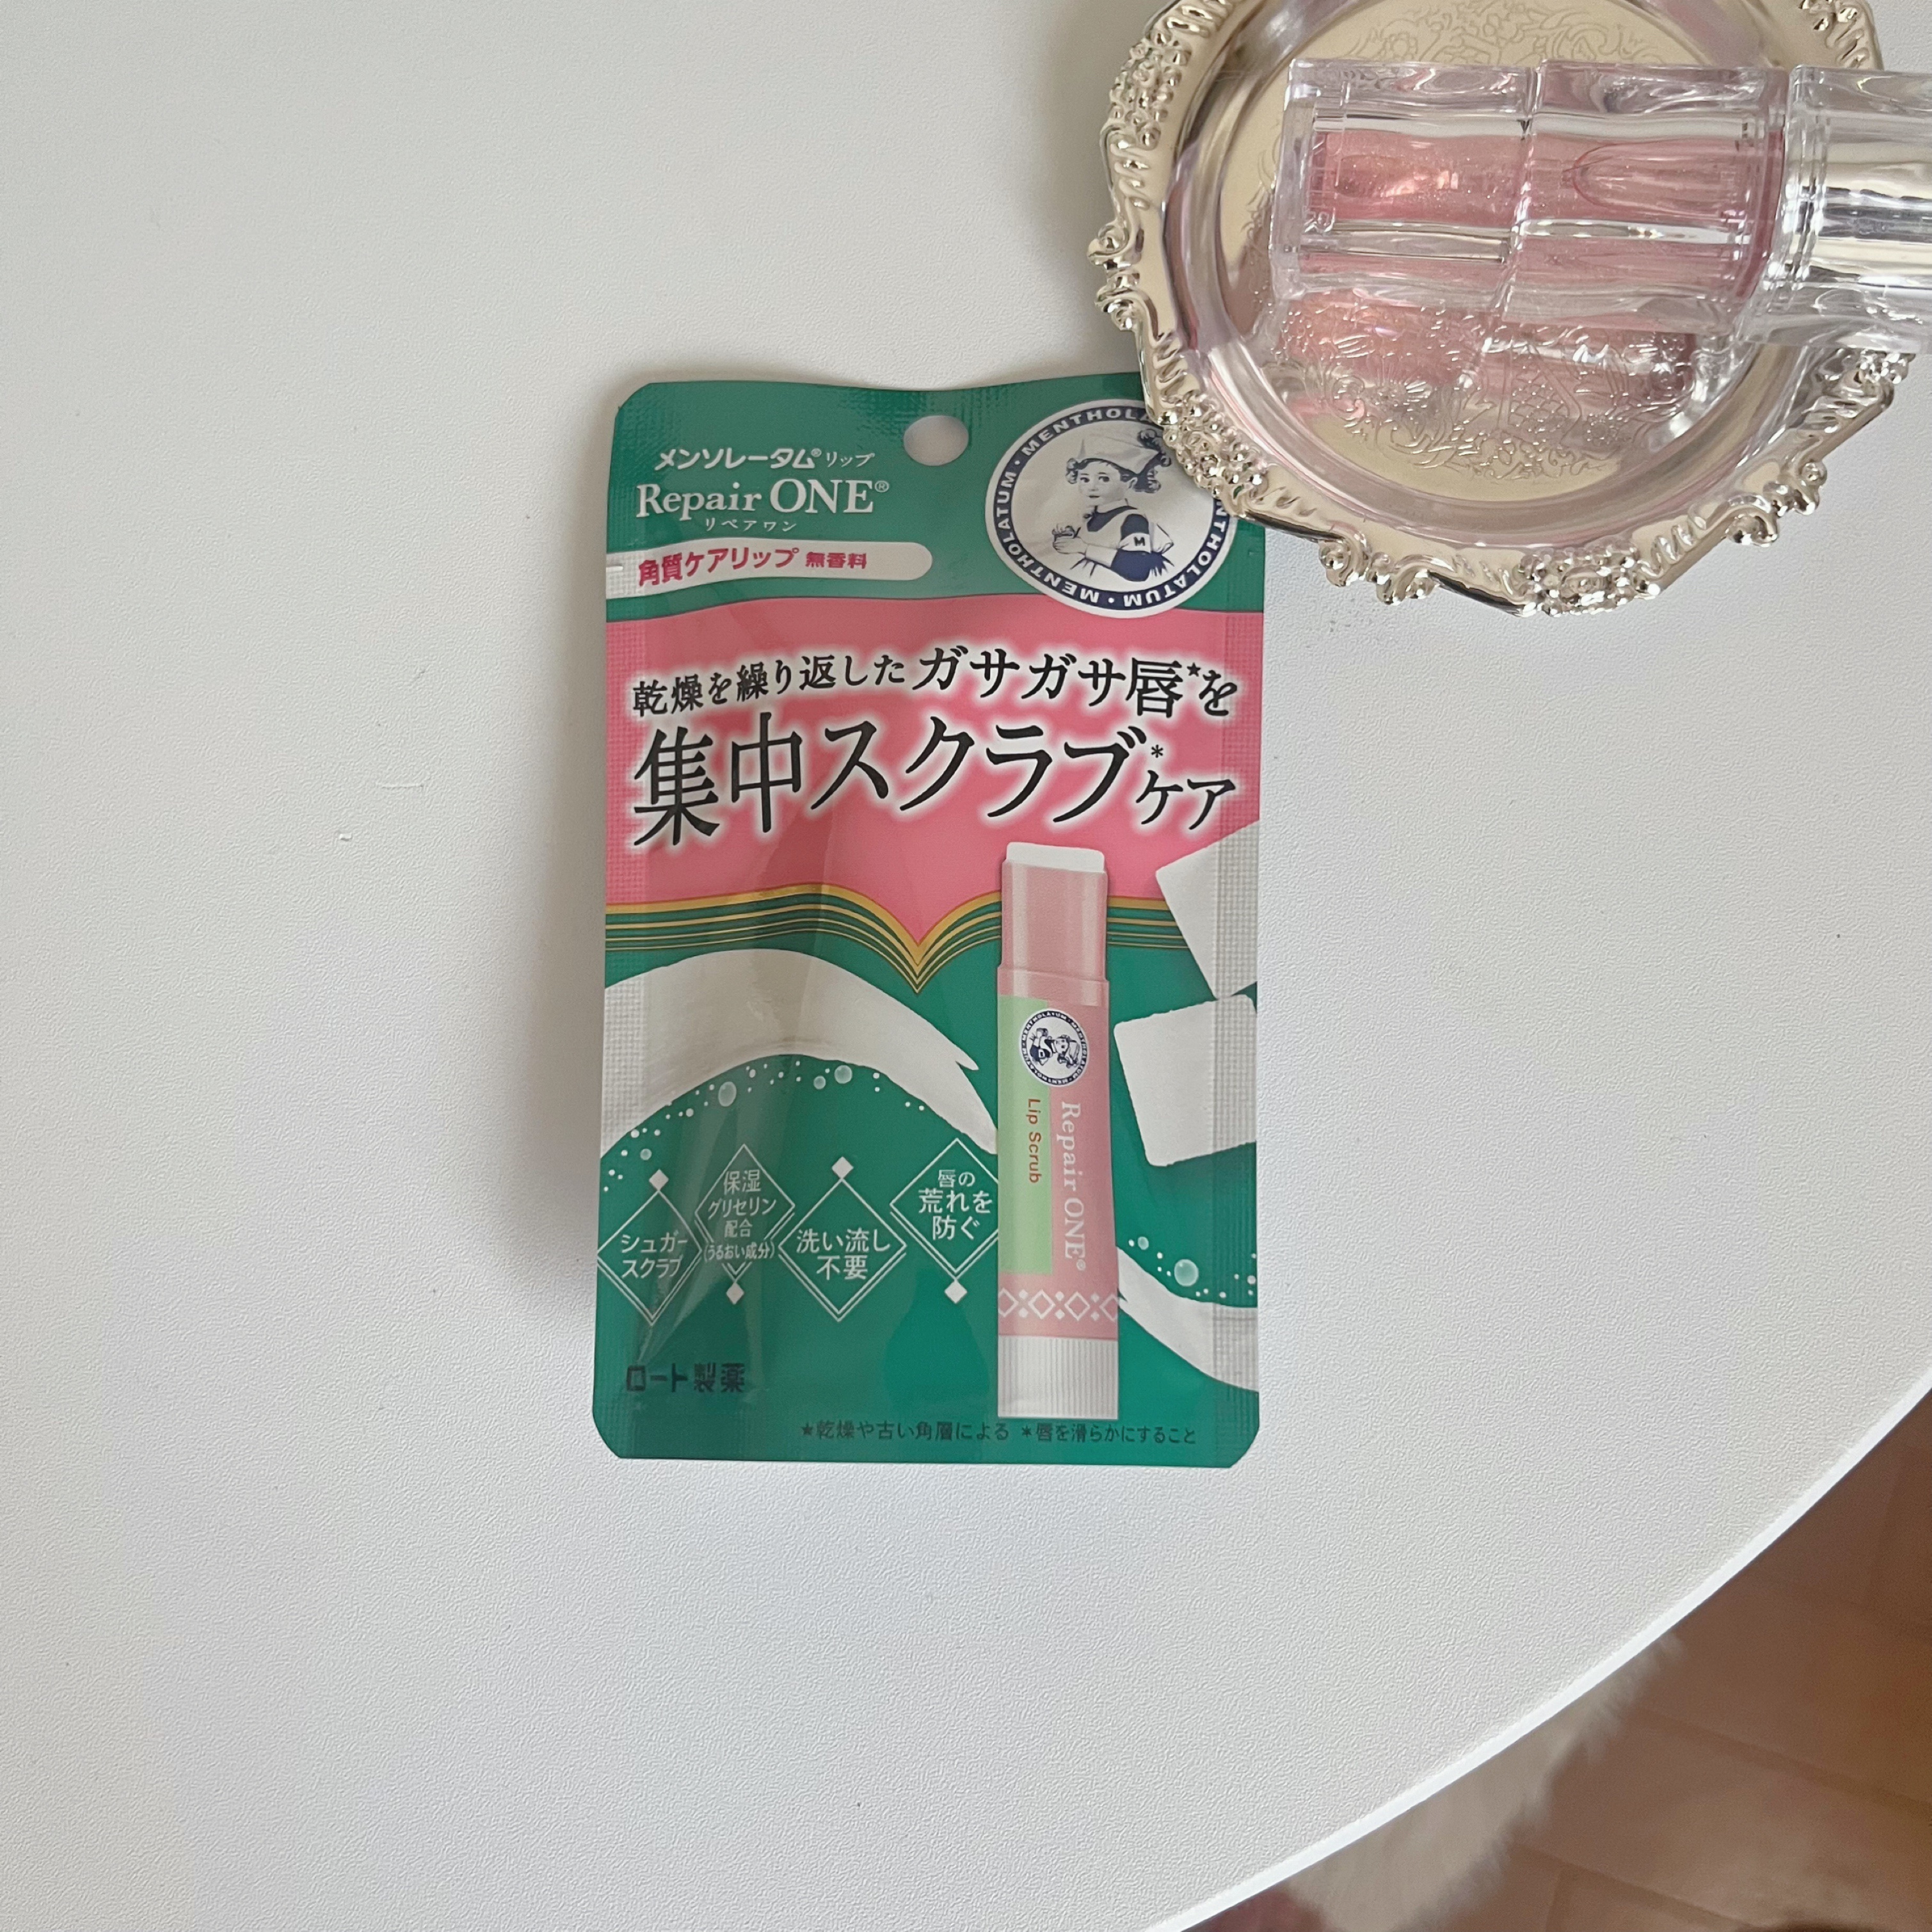 メンソレータム®リップ
Repair ONE®
リペアワン
角質ケアリップ 無香料
MENTHOLATUM・MENTHOLATUM・MENTHOLA
M
乾燥を繰り返したガサガサ唇★を
集中スクラブ*ケア
シュガー
スクラブ
保湿
グリセリン
配合
(うるおい成分)
洗い流し
不要
唇の
荒れを
防ぐ
Repair ONE®
Lip Scrub
ロート製薬
★乾燥や古い角層による *唇を滑らかにすること